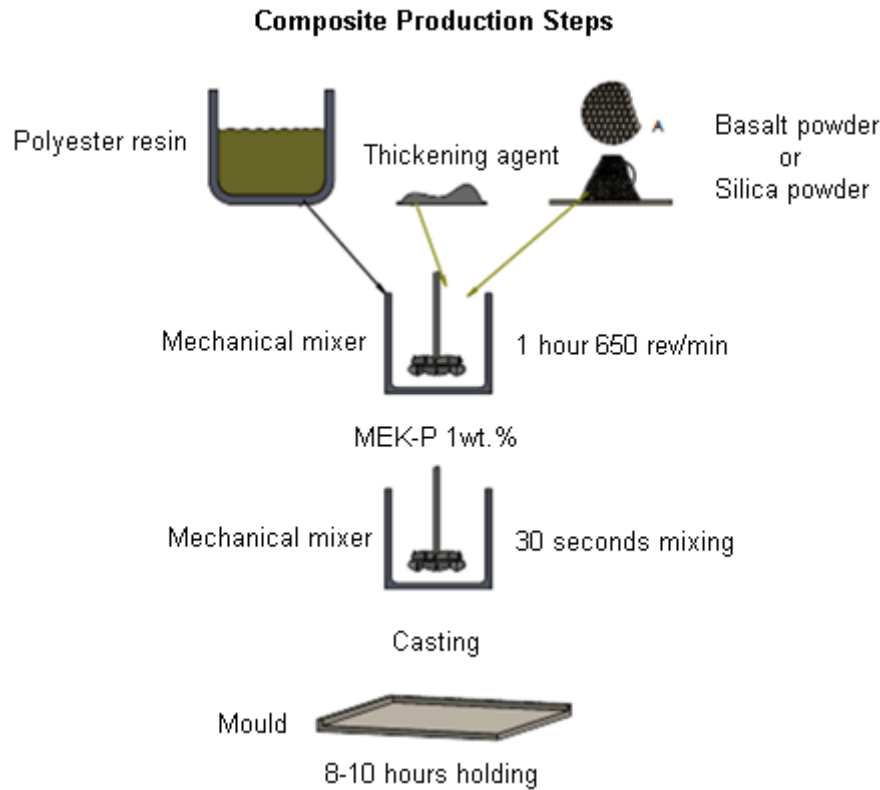 Composite Production Steps
Polyester resin
Thickening agent
A
Basalt powder
or
Silica powder
Mechanical mixer
1 hour 650 rev/min
MEK-P 1wt.%
Mechanical mixer
30 seconds mixing
Casting
Mould
8-10 hours holding